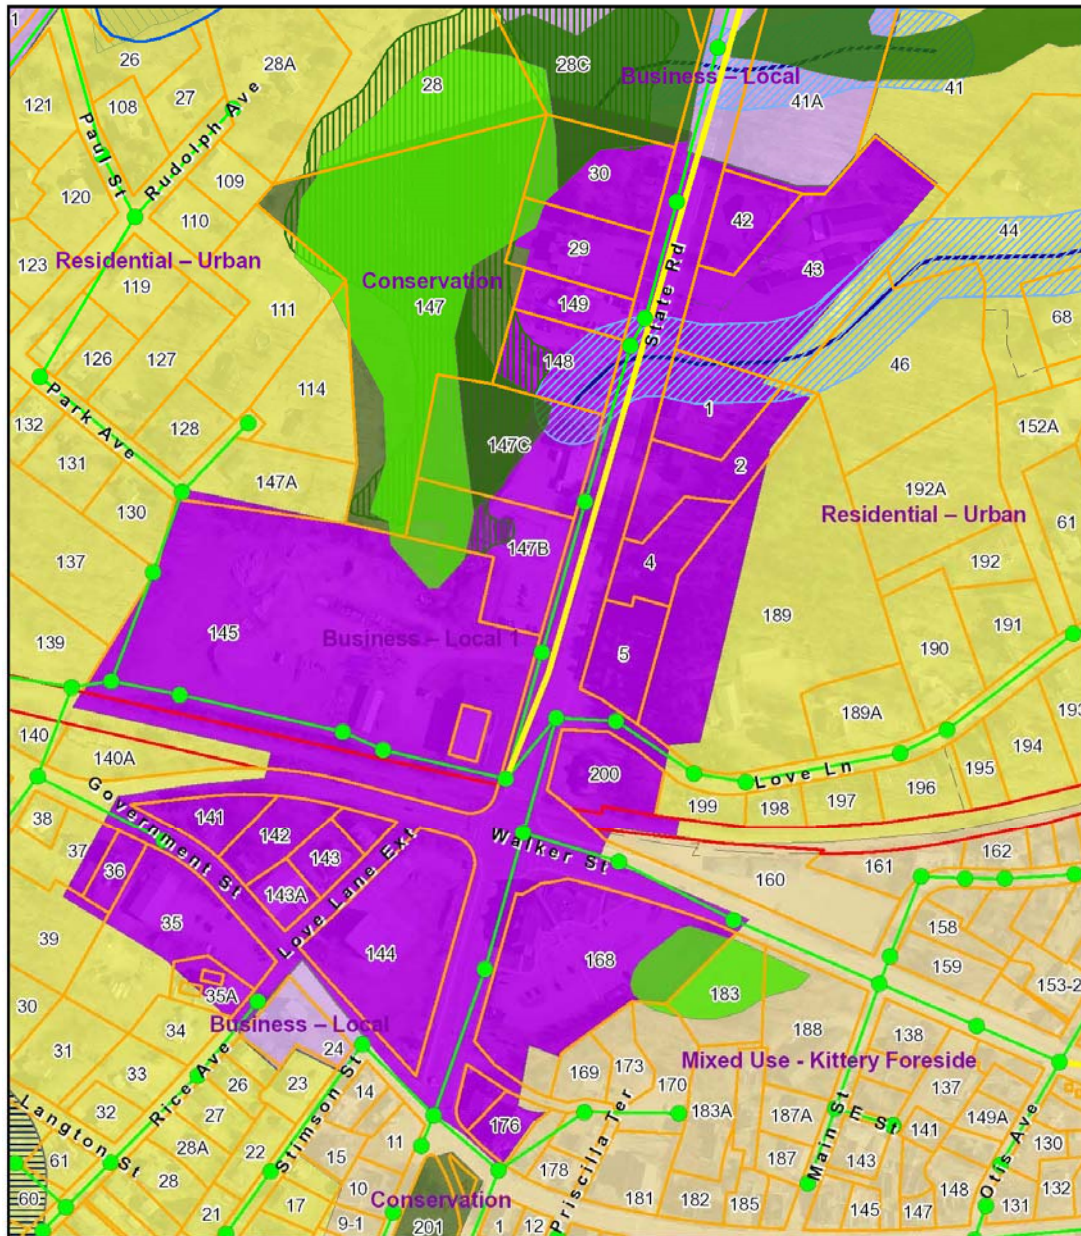 1
26
28A
28
28C
Business – Local
41A
41
121
108
27
Paul St
Rudolph Ave
109
120
110
30
42
29
43
44
123
Residential – Urban
119
Conservation
147
149
State Rd
111
68
126
127
114
148
46
Park Ave
132
128
1
131
147C
2
152A
147A
130
192A
Residential – Urban
61
137
147B
4
192
145
Business – Local 1
189
191
139
5
190
189A
193
140
140A
200
Love Ln
194
195
196
197
198
199
Government St
141
142
143
Walker St
38
37
36
143A
Love Lane Ext
160
161
162
35
158
39
144
168
159
35A
183
153-2
30
34
Business – Local
24
188
138
31
33
Mixed Use - Kittery Foreside
Rice Ave
26
23
Stimson St
14
169
173
170
137
32
27
183A
187A
Main St
E St
149A
Langton St
28A
22
11
176
141
Otis Ave
130
61
15
178
Priscilla Ter
187
143
28
60
17
10
Conservation
181
182
185
148
132
21
9-1
201
1
12
145
147
131